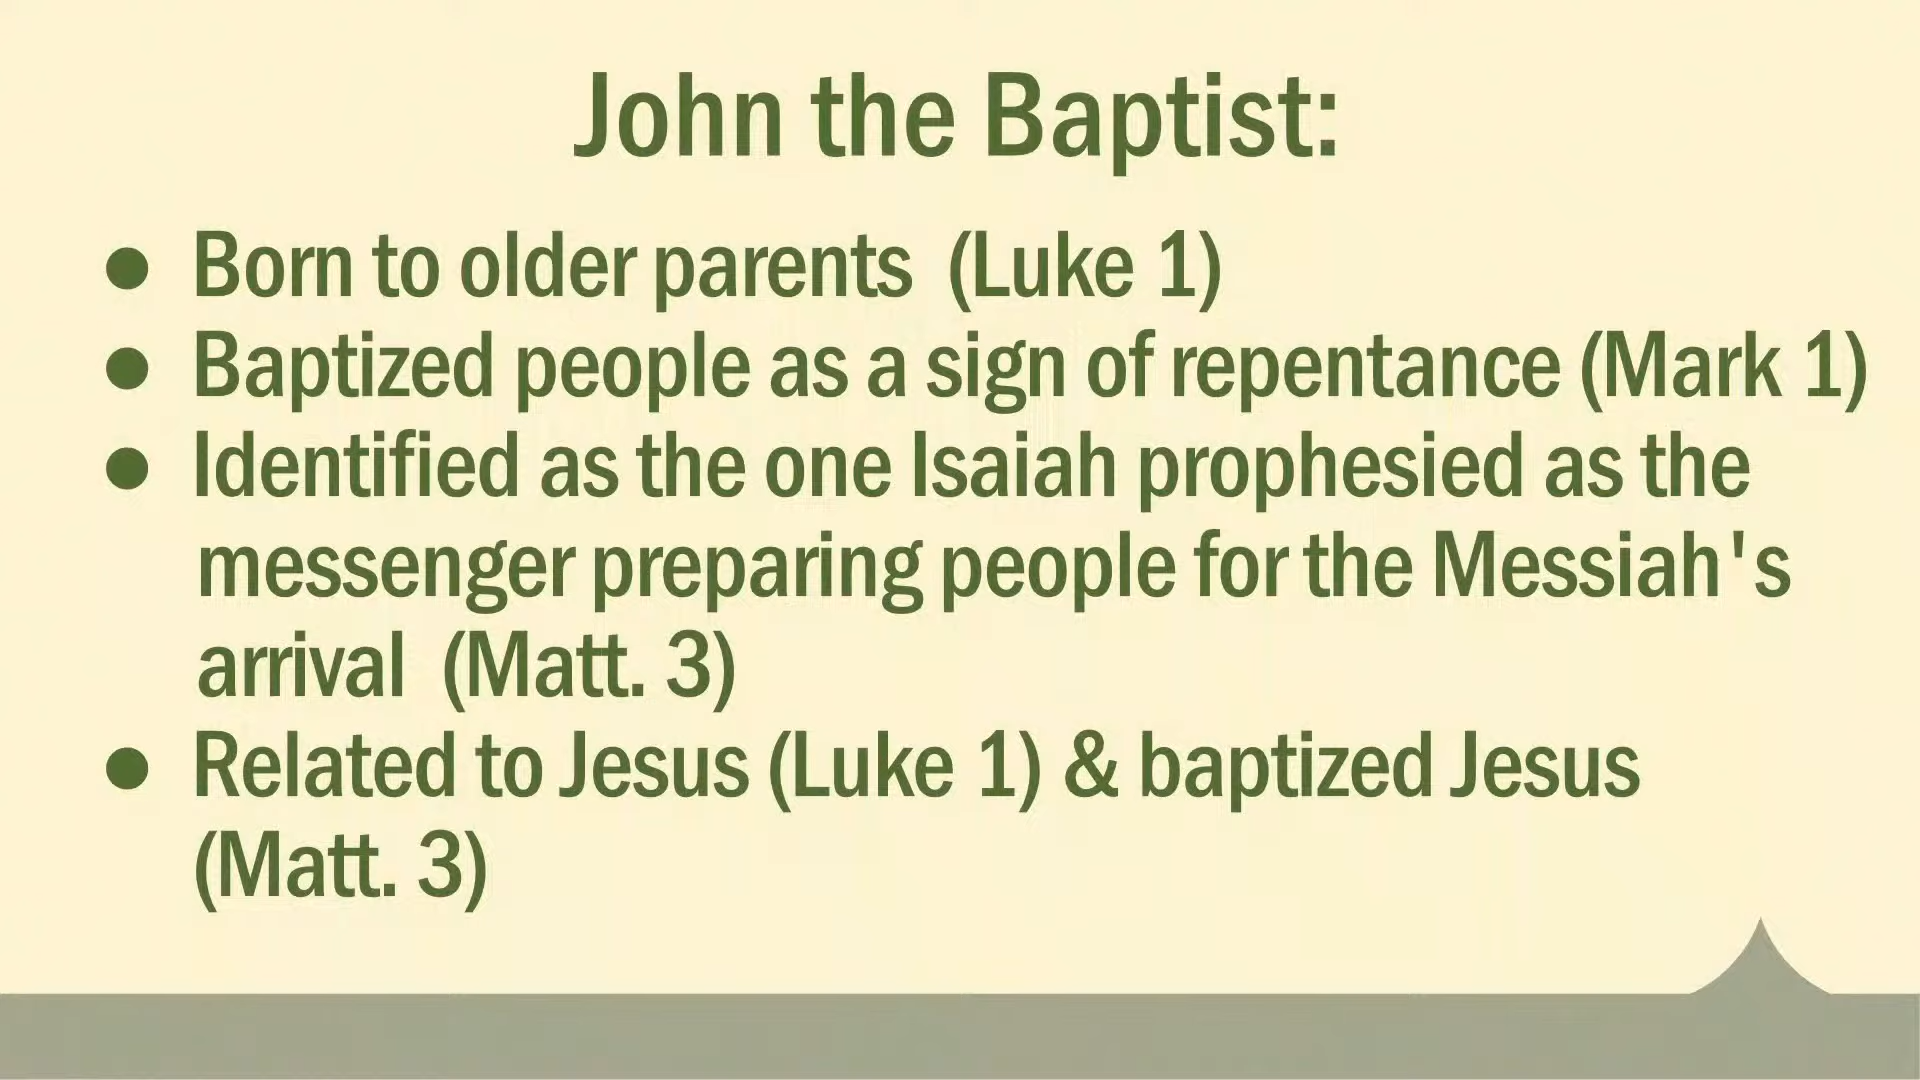 John the Baptist:
● Born to older parents  (Luke 1)
● Baptized people as a sign of repentance (Mark 1)
● Identified as the one Isaiah prophesied as the
messenger preparing people for the Messiah's
arrival  (Matt. 3)
● Related to Jesus (Luke 1) & baptized Jesus
(Matt. 3)